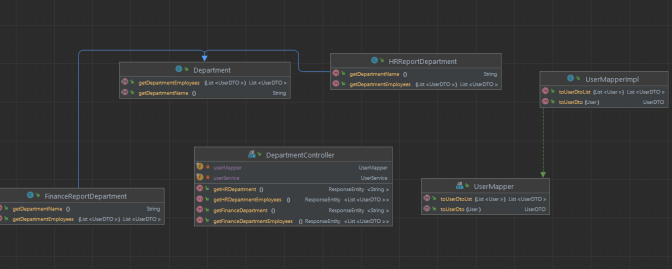 Department
getDepartmentEmployees (List <UserDTO>) List <UserDTO>
getDepartmentName () String
HRReportDepartment
getDepartmentName () String
getDepartmentEmployees (List <UserDTO>) List <UserDTO>
UserMapperImpl
toUserDtoList (List <User>) List <UserDTO>
toUserDto (User) UserDTO
DepartmentController
userMapper UserMapper
userService UserService
getHRDepartment () ResponseEntity <String>
getHRDepartmentEmployees () ResponseEntity <List <UserDTO>>
getFinanceDepartment () ResponseEntity <String>
getFinanceDepartmentEmployees () ResponseEntity <List <UserDTO>>
UserMapper
toUserDtoList (List <User>) List <UserDTO>
toUserDto (User) UserDTO
FinanceReportDepartment
getDepartmentName () String
getDepartmentEmployees (List <UserDTO>) List <UserDTO>